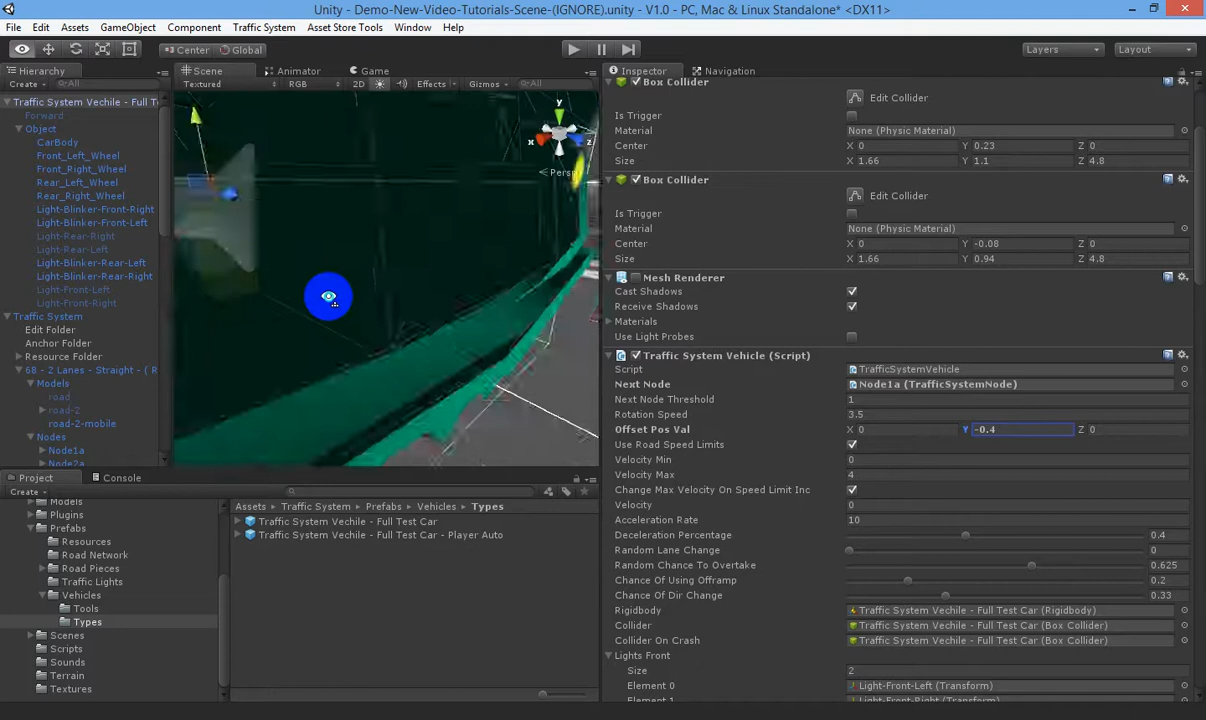 Unity - Demo-New-Video-Tutorials-Scene-(IGNORE).unity - V1.0 - PC, Mac & Linux Standalone* <DX11>
File Edit Assets GameObject Component Traffic System Asset Store Tools Window Help
Center Global Layers Layout
Hierarchy Scene Animator Game Inspector Navigation
Create All Textured RGB 2D Effects Gizmos All
Box Collider
Traffic System Vechile - Full T
Edit Collider
Forward
Is Trigger
Object
Material None (Physic Material)
CarBody
Center X 0 Y 0.23 Z 0
Front_Left_Wheel
Size X 1.66 Y 1.1 Z 4.8
Front_Right_Wheel
Rear_Left_Wheel
Box Collider
Rear_Right_Wheel
Edit Collider
Light-Blinker-Front-Right
Is Trigger
Light-Blinker-Front-Left
Material None (Physic Material)
Light-Rear-Right
Center X 0 Y -0.08 Z 0
Light-Rear-Left
Size X 1.66 Y 0.94 Z 4.8
Light-Blinker-Rear-Left
Light-Blinker-Rear-Right
Mesh Renderer
Light-Front-Left
Cast Shadows
Light-Front-Right
Receive Shadows
Traffic System
Materials
Edit Folder
Use Light Probes
Anchor Folder
Resource Folder
Traffic System Vehicle (Script)
68 - 2 Lanes - Straight - ( R
Script TrafficSystemVehicle
Models
Next Node Node1a (TrafficSystemNode)
road
Next Node Threshold 1
road-2
Rotation Speed 3.5
road-2-mobile
Offset Pos Val X 0 Y -0.4 Z 0
Nodes
Use Road Speed Limits
Node1a
Velocity Min 0
Node2a
Velocity Max 4
y
x
z
Persp
Project Console
Change Max Velocity On Speed Limit Inc
Create
Velocity 0
Models
Assets Traffic System Prefabs Vehicles Types
Acceleration Rate 10
Plugins
Traffic System Vechile - Full Test Car
Prefabs
Traffic System Vechile - Full Test Car - Player Auto
Deceleration Percentage 0.4
Resources
Random Lane Change 0
Road Network
Random Chance To Overtake 0.625
Road Pieces
Chance Of Using Offramp 0.2
Traffic Lights
Chance Of Dir Change 0.33
Vehicles
Rigidbody Traffic System Vechile - Full Test Car (Rigidbody)
Tools
Collider Traffic System Vechile - Full Test Car (Box Collider)
Types
Collider On Crash Traffic System Vechile - Full Test Car (Box Collider)
Scenes
Lights Front
Scripts
Size 2
Sounds
Element 0 Light-Front-Left (Transform)
Terrain
Element 1 Light-Front-Right (Transform)
Textures